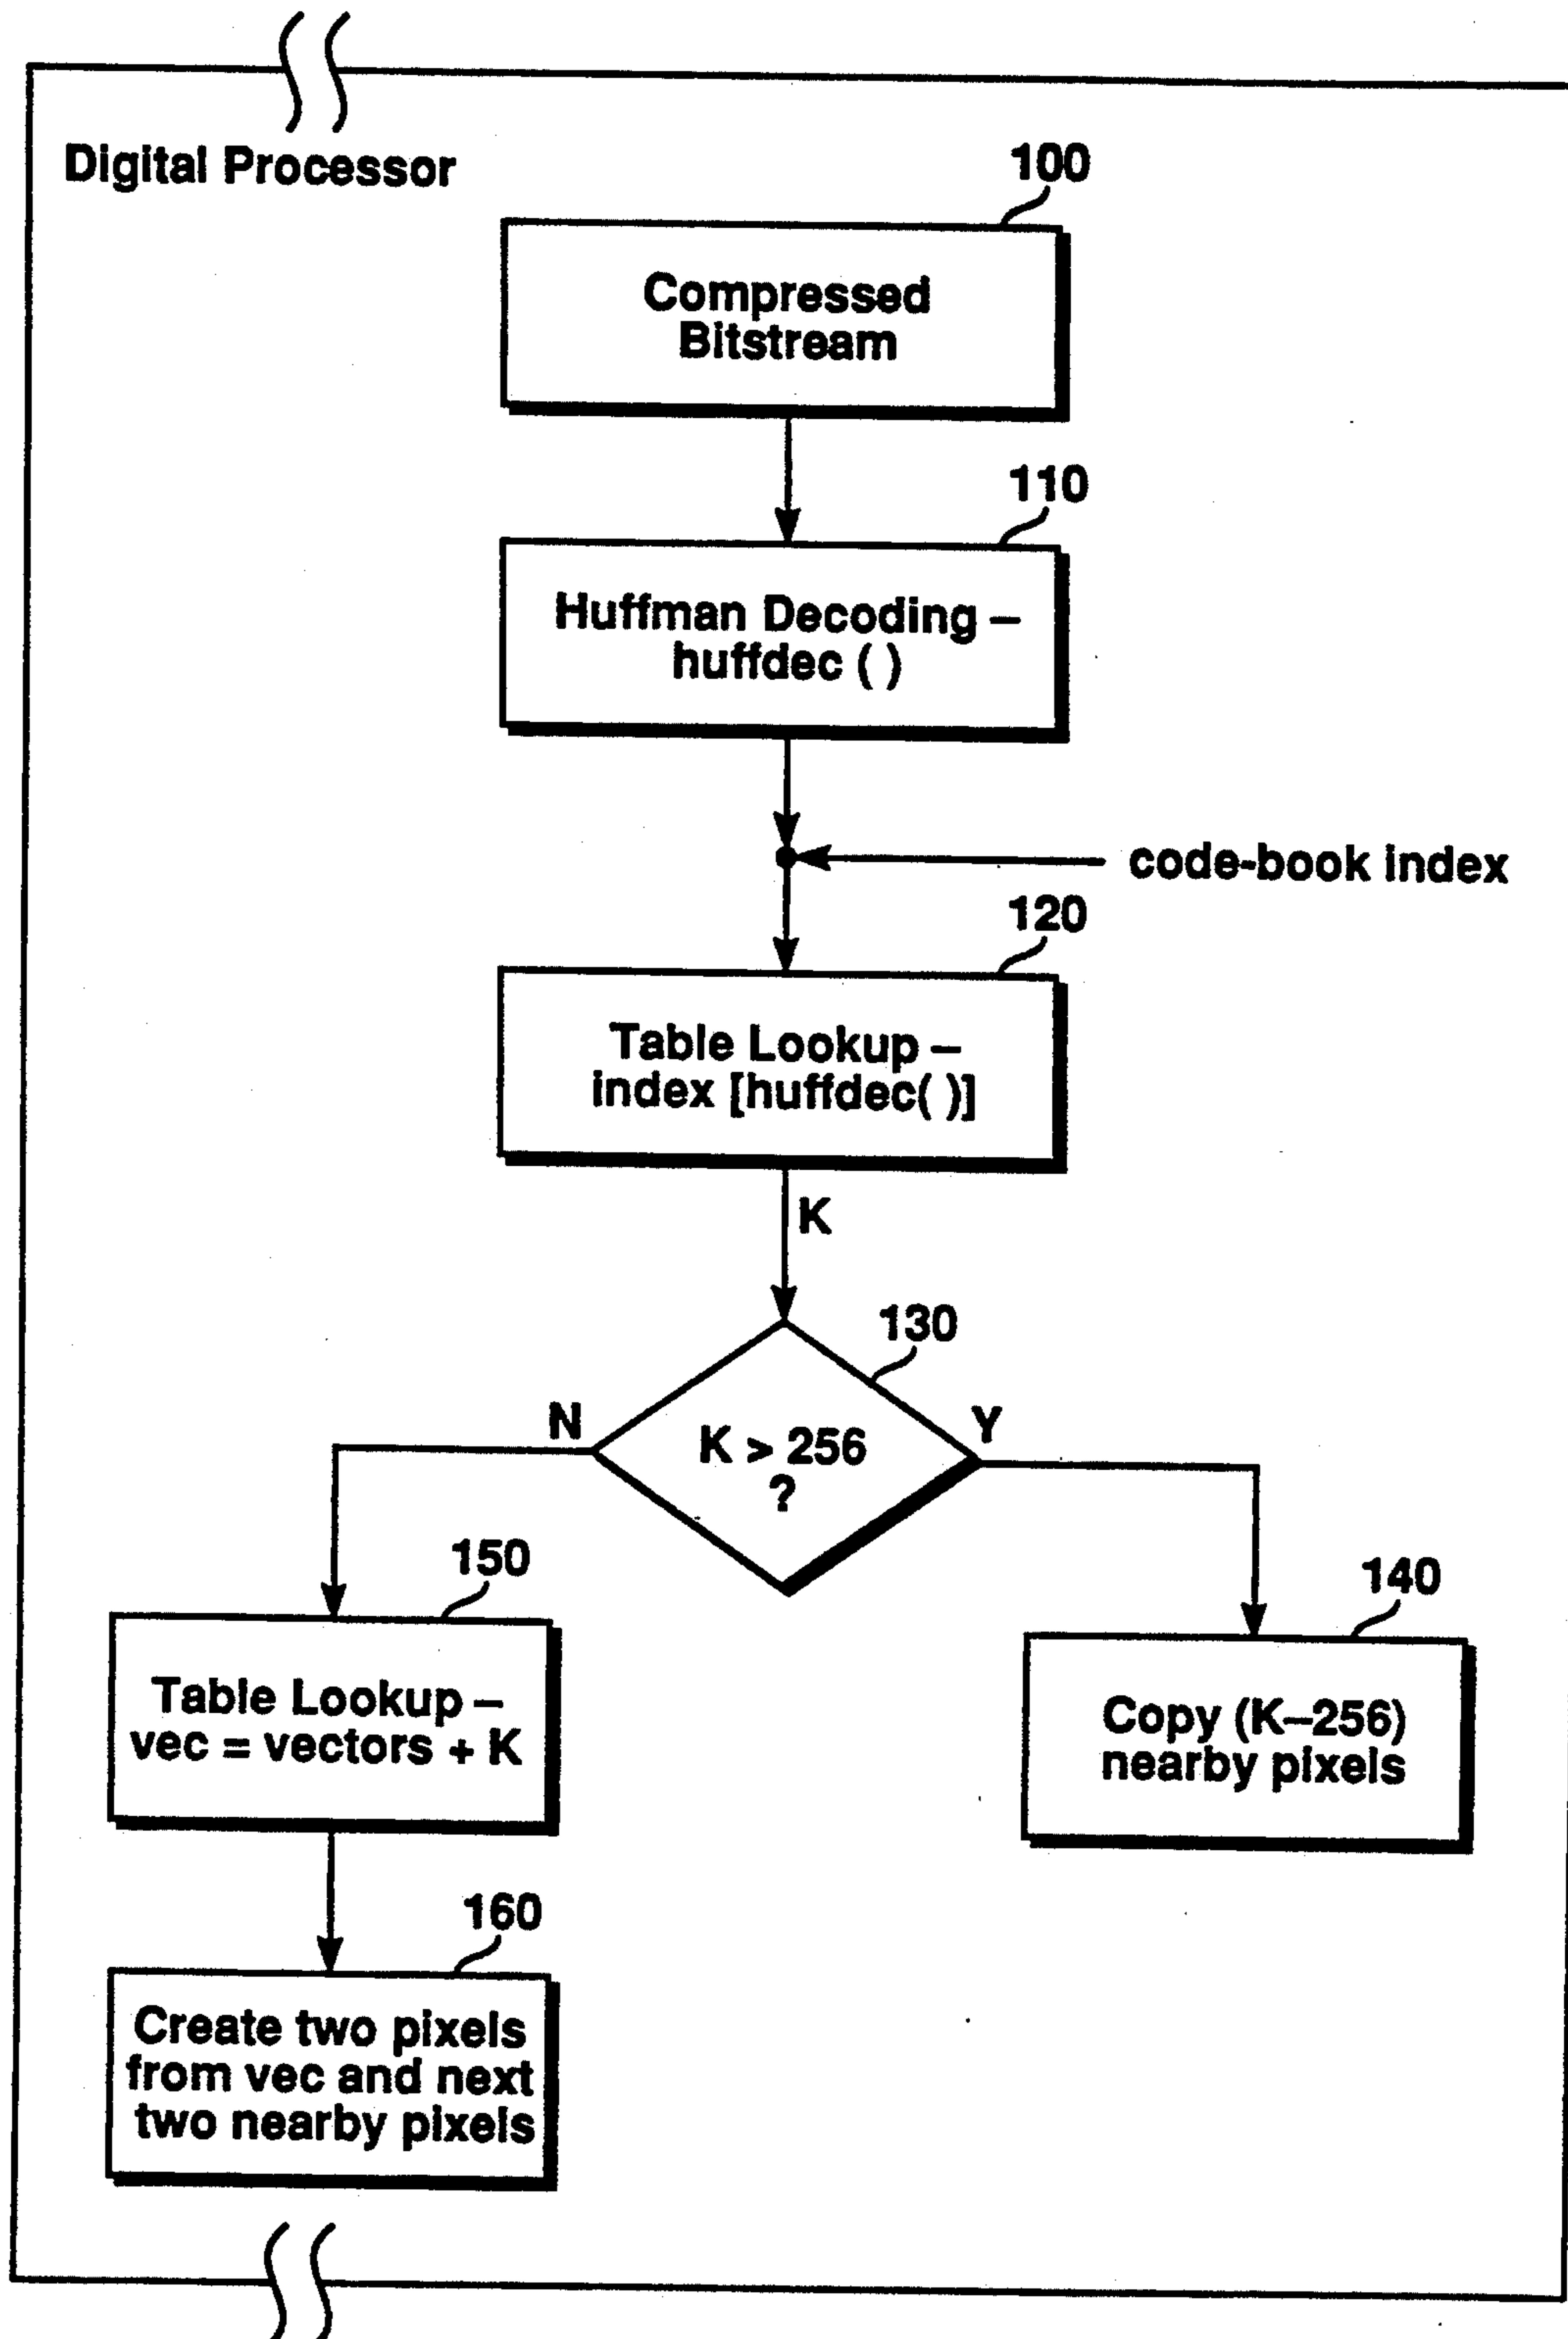 Digital Processor
100
Compressed
Bitstream
110
Huffman Decoding –
huffdec ( )
code-book index
120
Table Lookup –
index [huffdec( )]
K
130
N
K > 256
?
Y
150
Table Lookup –
vec = vectors + K
140
Copy (K–256)
nearby pixels
160
Create two pixels
from vec and next
two nearby pixels